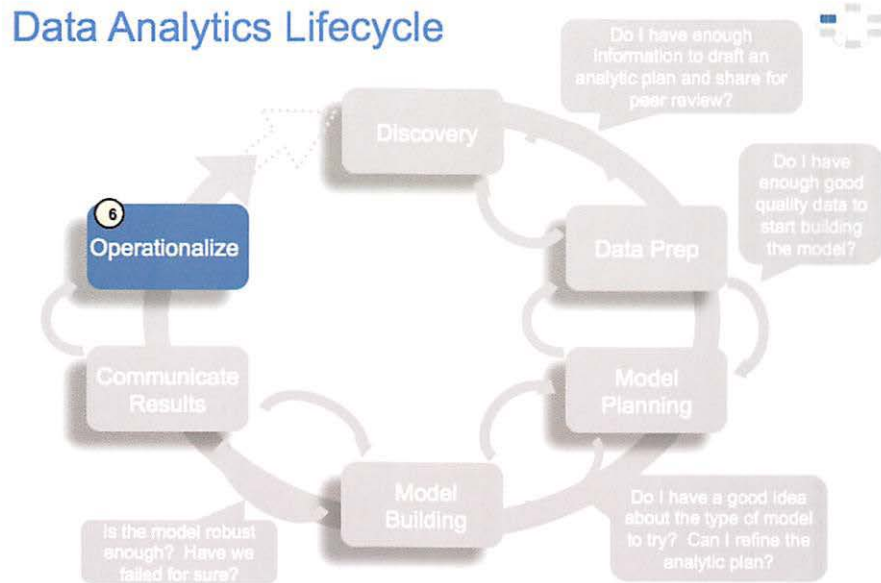 Data Analytics Lifecycle
Do I have enough
information to draft an
analytic plan and share for
peer review?
Discovery
Do I have
enough good
quality data to
start building
the model?
6
Operationalize
Data Prep
Communicate
Results
Model
Planning
Model
Building
Is the model robust
enough? Have we
failed for sure?
Do I have a good idea
about the type of model
to try? Can I refine the
analytic plan?